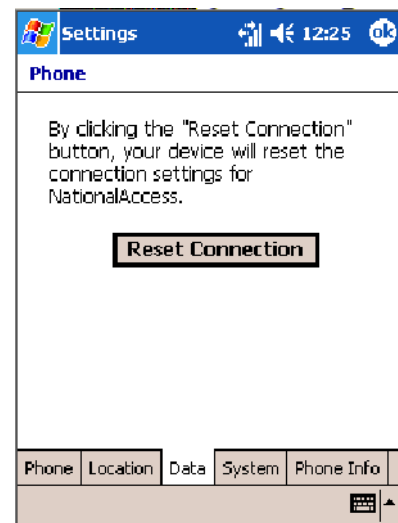 Settings 12:25 ok
Phone
By clicking the "Reset Connection"
button, your device will reset the
connection settings for
NationalAccess.
Reset Connection
Phone Location Data System Phone Info